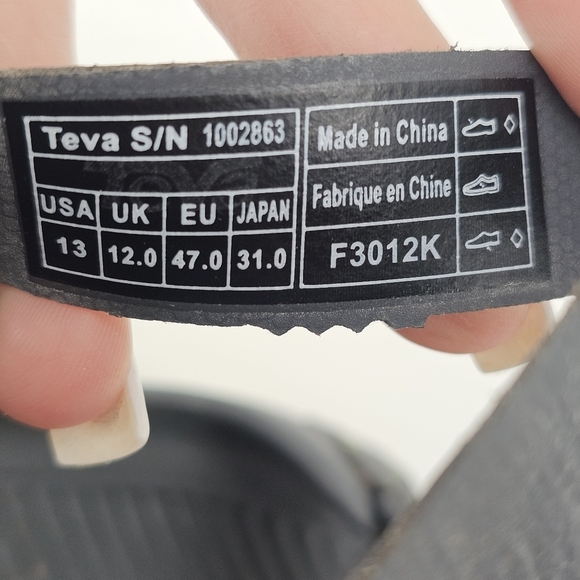 Teva S/N 1002863
USA UK EU JAPAN
13 12.0 47.0 31.0
Made in China
Fabrique en Chine
F3012K